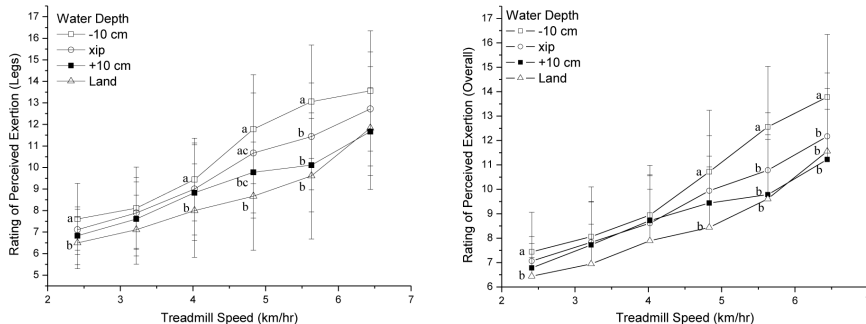 Water Depth
-10 cm
xip
+10 cm
Land
Rating of Perceived Exertion (Legs)
17
16
15
14
13
12
11
10
9
8
7
6
5
a
b
a
b
a
ac
bc
b
a
b
b
b
2 3 4 5 6 7
Treadmill Speed (km/hr)
Water Depth
-10 cm
xip
+10 cm
Land
Rating of Perceived Exertion (Overall)
17
16
15
14
13
12
11
10
9
8
7
6
5
a
b
a
b
a
b
b
b
a
b
b
b
2 3 4 5 6
Treadmill Speed (km/hr)